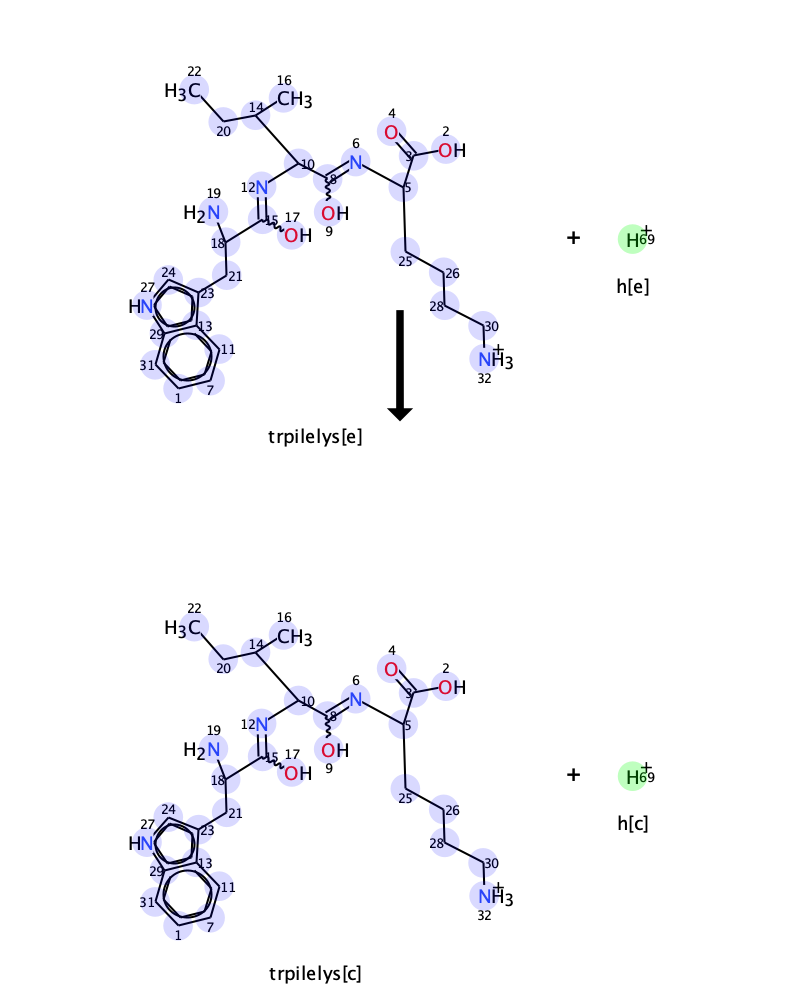 22
H3C
16
CH3
14
20
4
O
2
OH
3
6
N
10
8
5
12
N
19
H2N
OH
9
15
17
OH
18
+
H+
69
h[e]
25
24
21
26
27
HN
23
28
13
30
29
11
31
NH3
+
32
1
7
trpilelys[e]
22
H3C
16
CH3
14
20
4
O
2
OH
3
6
N
10
8
5
12
N
19
H2N
OH
9
15
17
OH
18
+
H+
69
h[c]
25
24
21
26
27
HN
23
28
13
30
29
11
31
NH3
+
32
1
7
trpilelys[c]